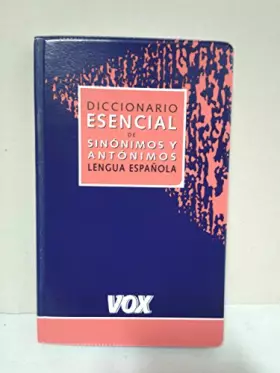 DICCIONARIO
ESENCIAL
DE
SINÓNIMOS Y
ANTÓNIMOS
LENGUA ESPAÑOLA
VOX